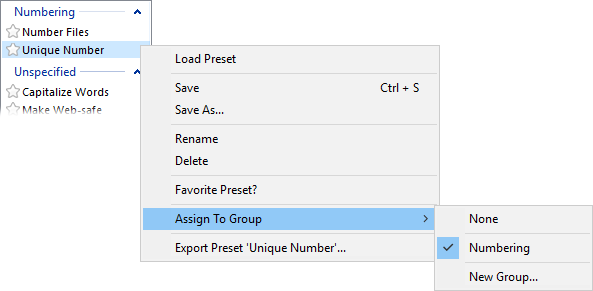 Numbering
Number Files
Unique Number
Unspecified
Capitalize Words
Make Web-safe
Load Preset
Save Ctrl + S
Save As...
Rename
Delete
Favorite Preset?
Assign To Group
Export Preset 'Unique Number'...
None
Numbering
New Group...